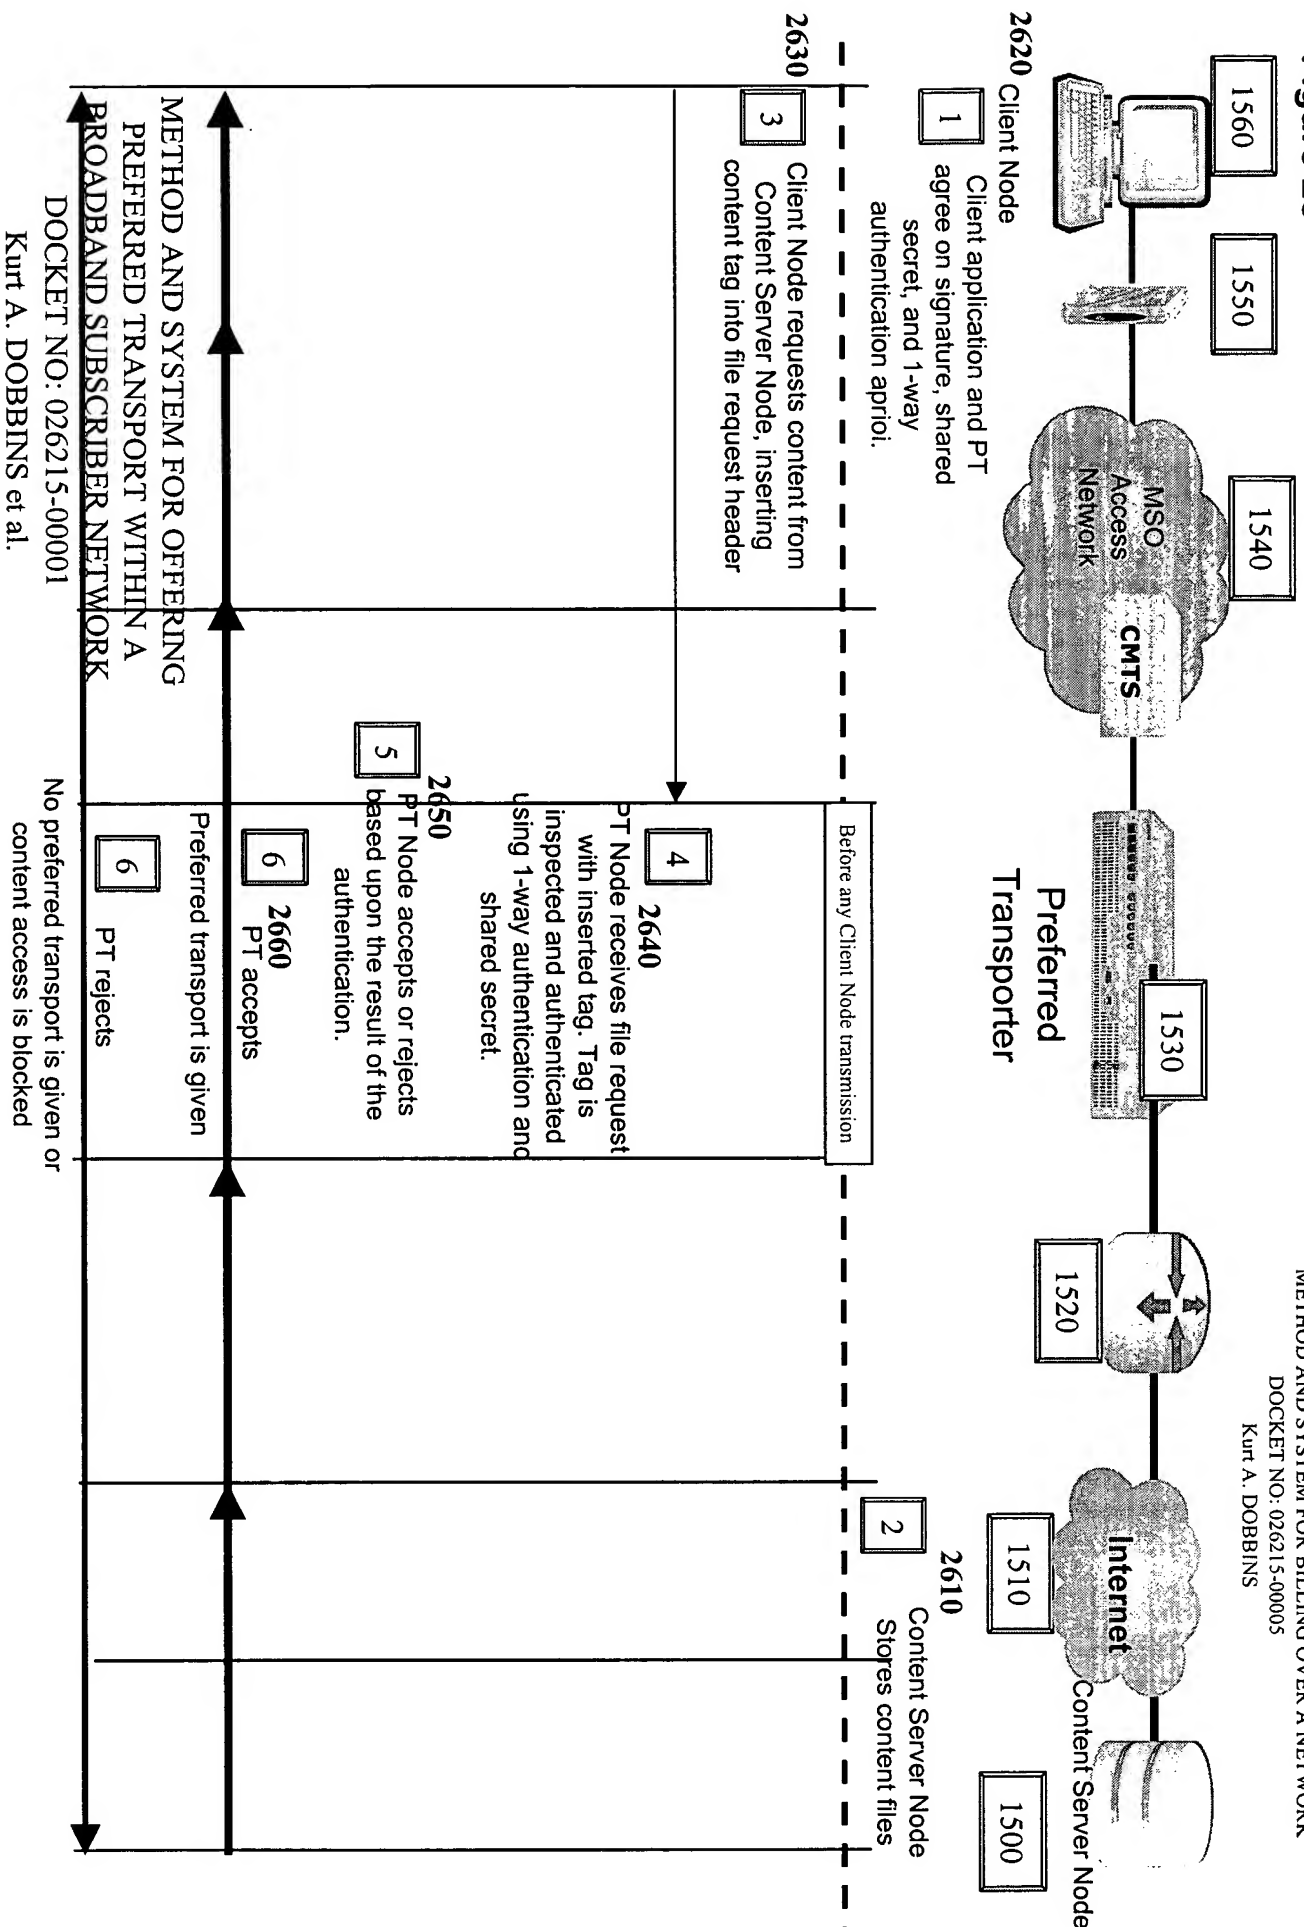 METHOD AND SYSTEM FOR BILLING OVER A NETWORK
DOCKET NO: 026215-00005
Kurt A. DOBBINS
1560
1550
1540
1530
1520
1510
1500
MSO
Access
Network
CMTS
Preferred
Transporter
Internet
Content Server Node
2620
Client Node
1
Client application and PT
agree on signature, shared
secret, and 1-way
authentication aprioi.
2610
2
Content Server Node
Stores content files
Before any Client Node transmission
2630
3
Client Node requests content from
Content Server Node, inserting
content tag into file request header
2640
4
PT Node receives file request
with inserted tag. Tag is
inspected and authenticated
using 1-way authentication and
shared secret.
2650
5
PT Node accepts or rejects
based upon the result of the
authentication.
2660
6
PT accepts
Preferred transport is given
6
PT rejects
No preferred transport is given or
content access is blocked
METHOD AND SYSTEM FOR OFFERING
PREFERRED TRANSPORT WITHIN A
BROADBAND SUBSCRIBER NETWORK
DOCKET NO: 026215-00001
Kurt A. DOBBINS et al.